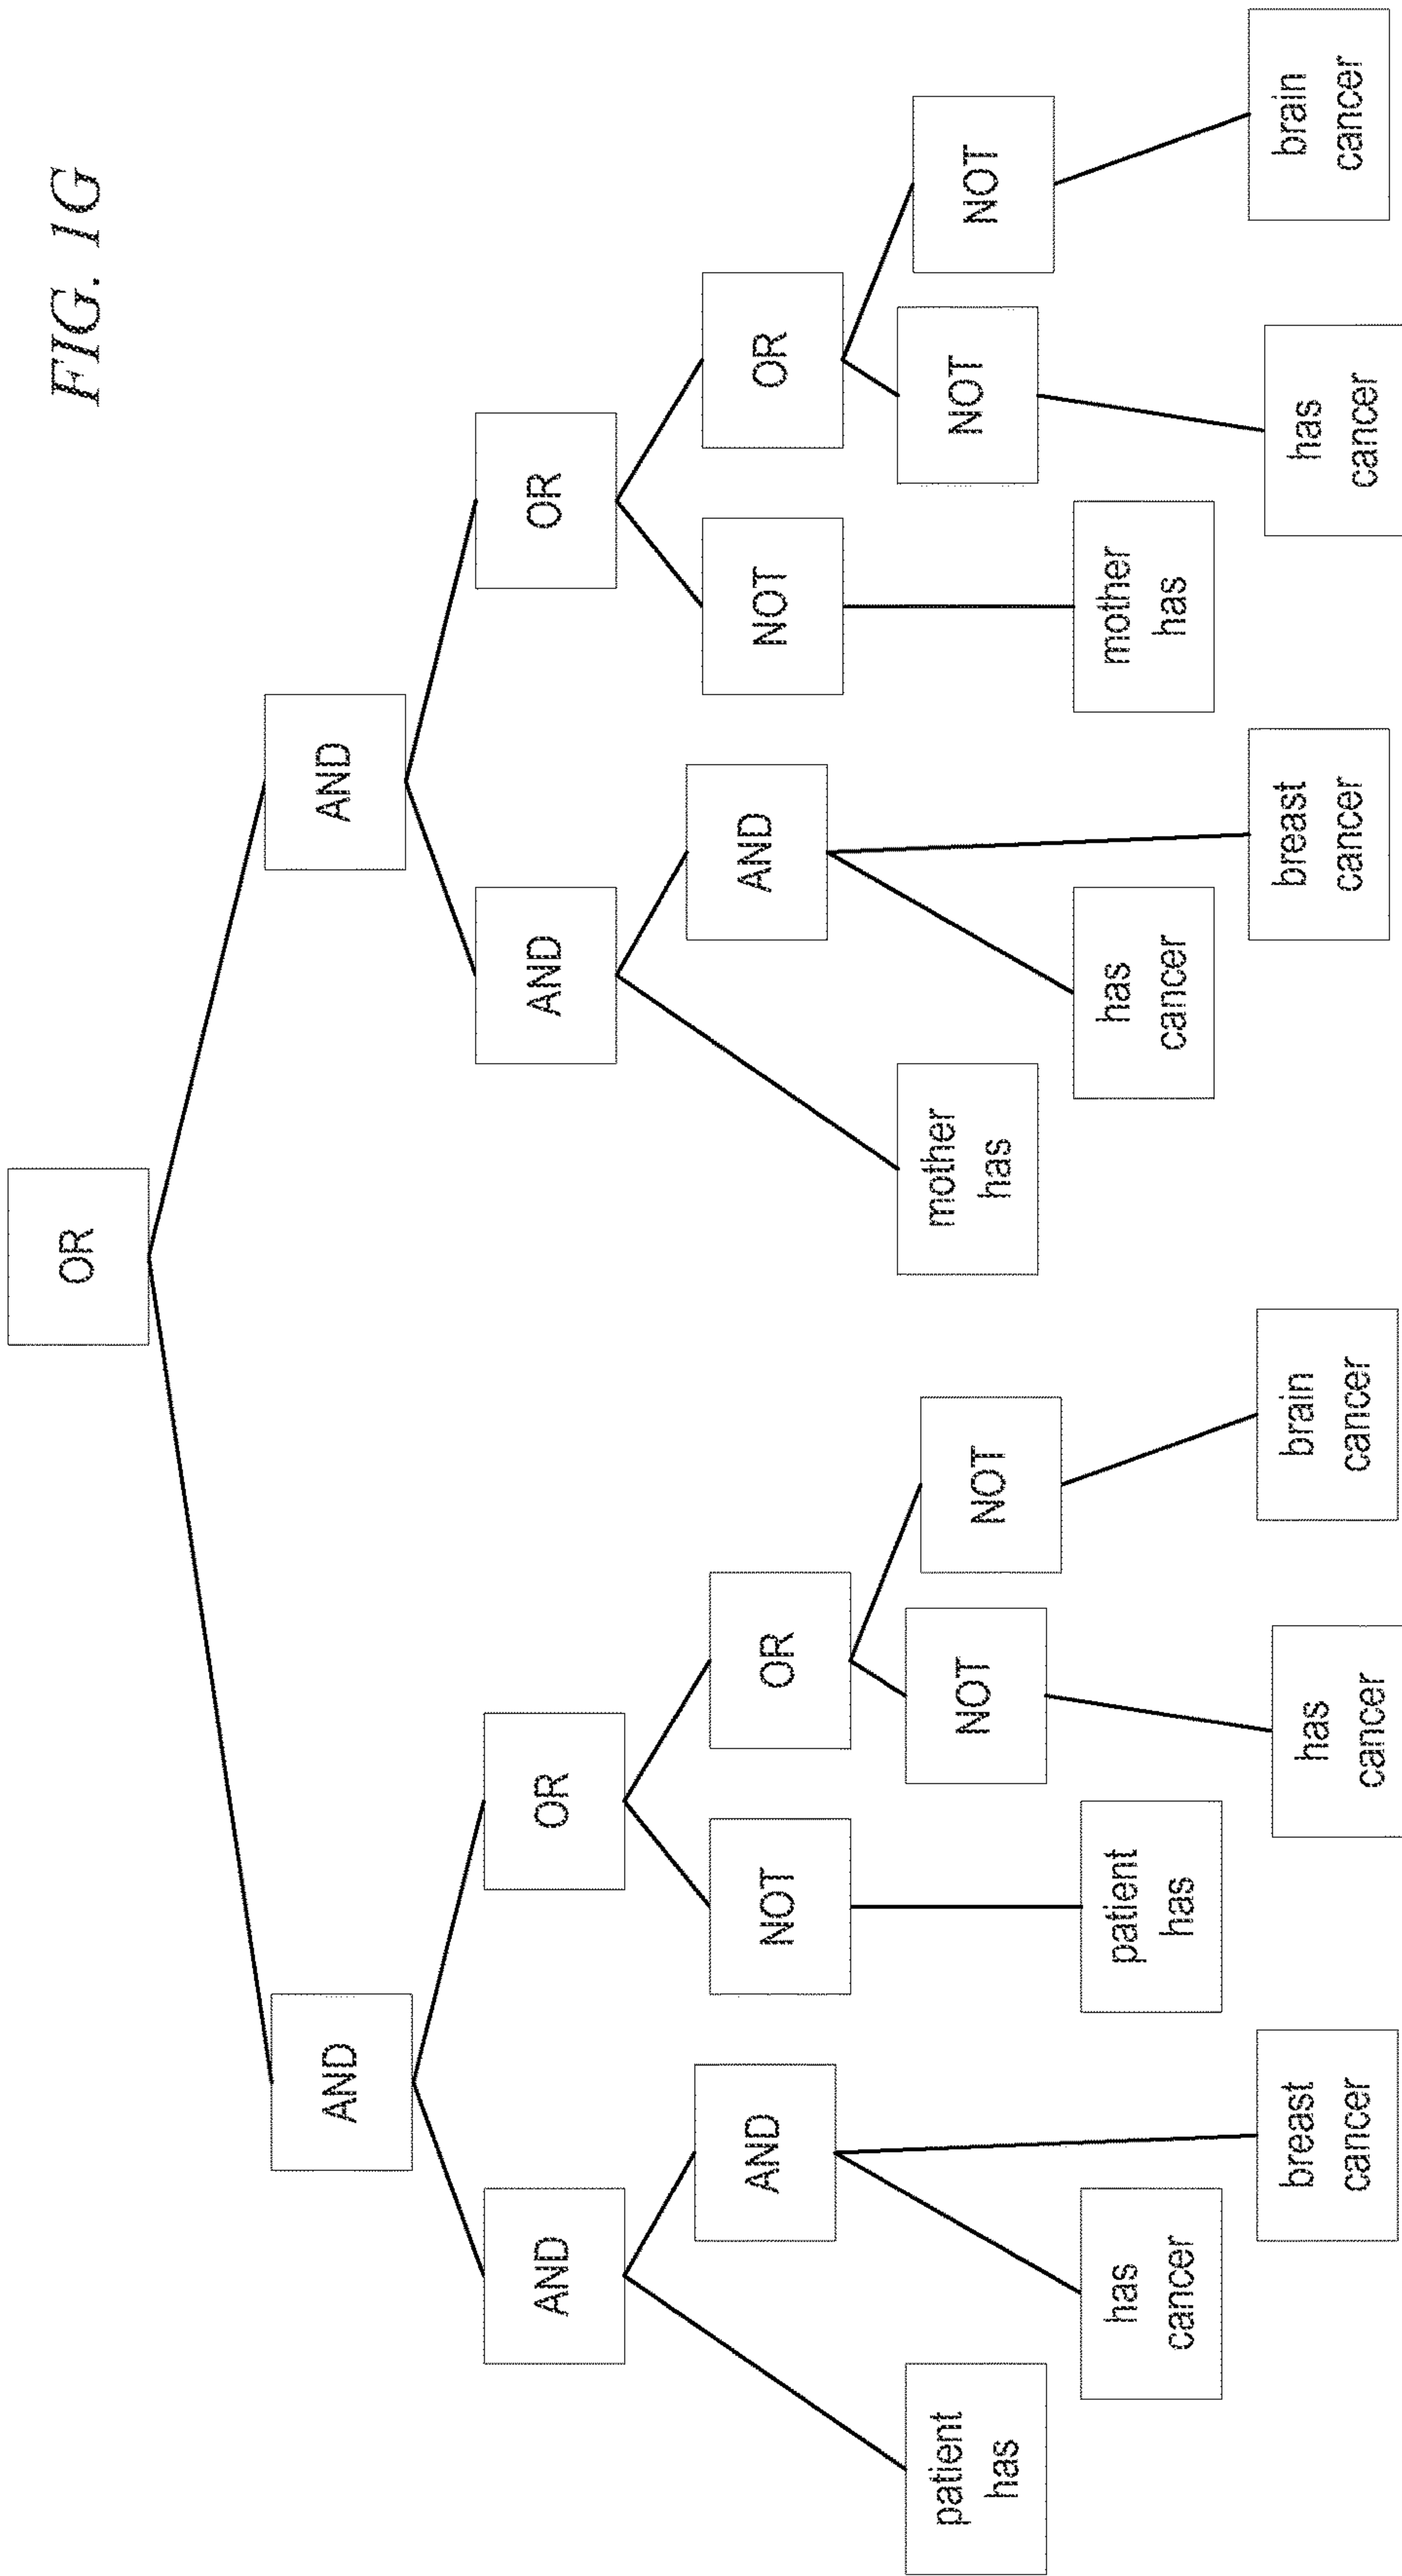 FIG. 1G
OR
AND
AND
AND
OR
AND
OR
AND
NOT
OR
AND
NOT
OR
patient
has
NOT
NOT
mother
has
NOT
NOT
has
cancer
patient
has
has
cancer
mother
has
breast
cancer
has
cancer
brain
cancer
breast
cancer
has
cancer
brain
cancer